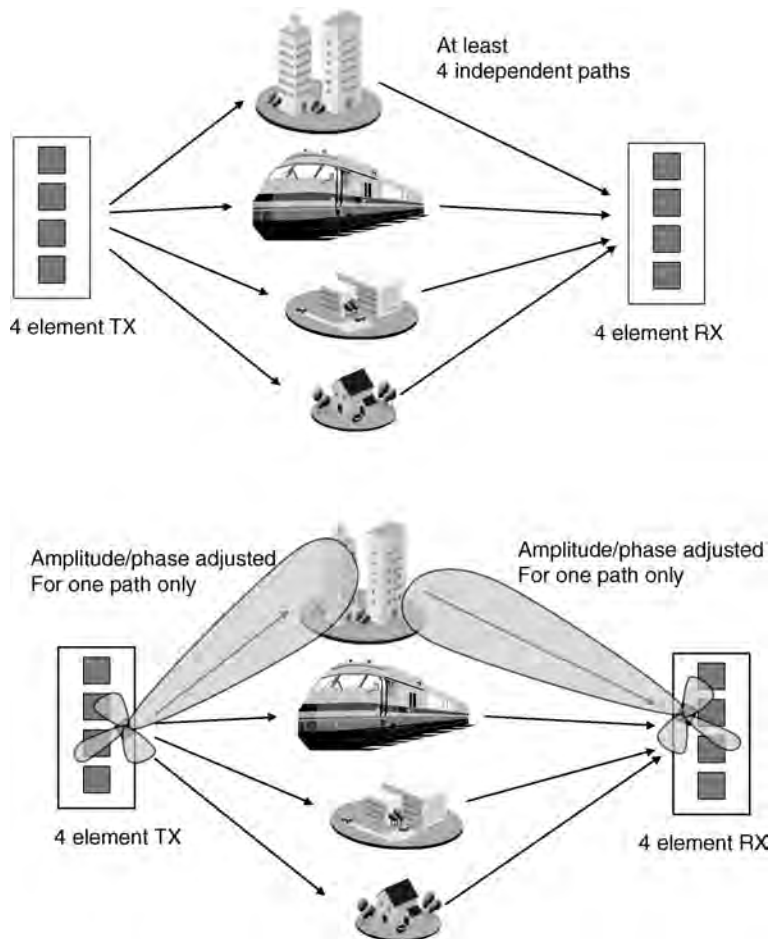 At least
4 independent paths
4 element TX
4 element RX
Amplitude/phase adjusted
For one path only
Amplitude/phase adjusted
For one path only
4 element TX
4 element RX